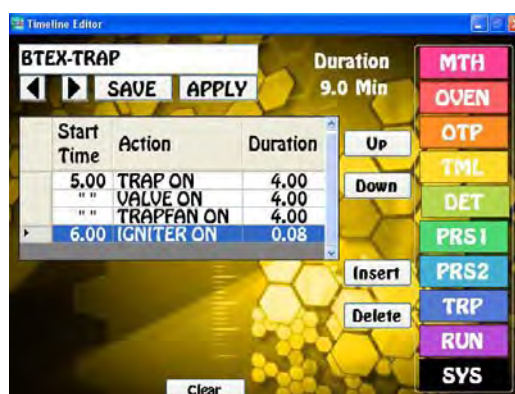 Timeline Editor
BTEX-TRAP
SAVE APPLY
Duration
9.0 Min
Start Time Action Duration
5.00 TRAP ON 4.00
" " VALVE ON 4.00
" " TRAPFAN ON 4.00
6.00 IGNITER ON 0.08
Up
Down
Insert
Delete
Clear
MTH
OVEN
OTP
TML
DET
PRS1
PRS2
TRP
RUN
SYS